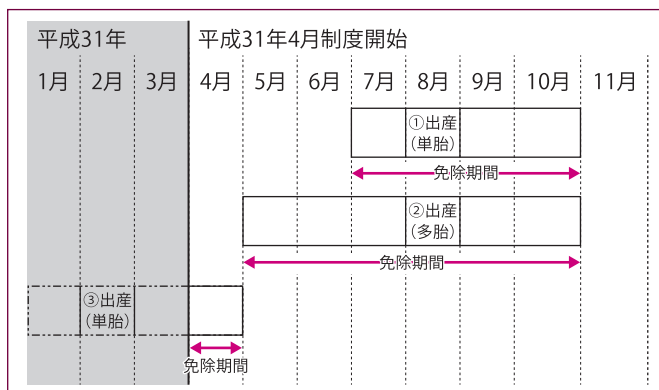 平成31年
平成31年4月制度開始
1月 2月 3月 4月 5月 6月 7月 8月 9月 10月 11月
①出産
(単胎)
免除期間
②出産
(多胎)
免除期間
③出産
(単胎)
免除期間